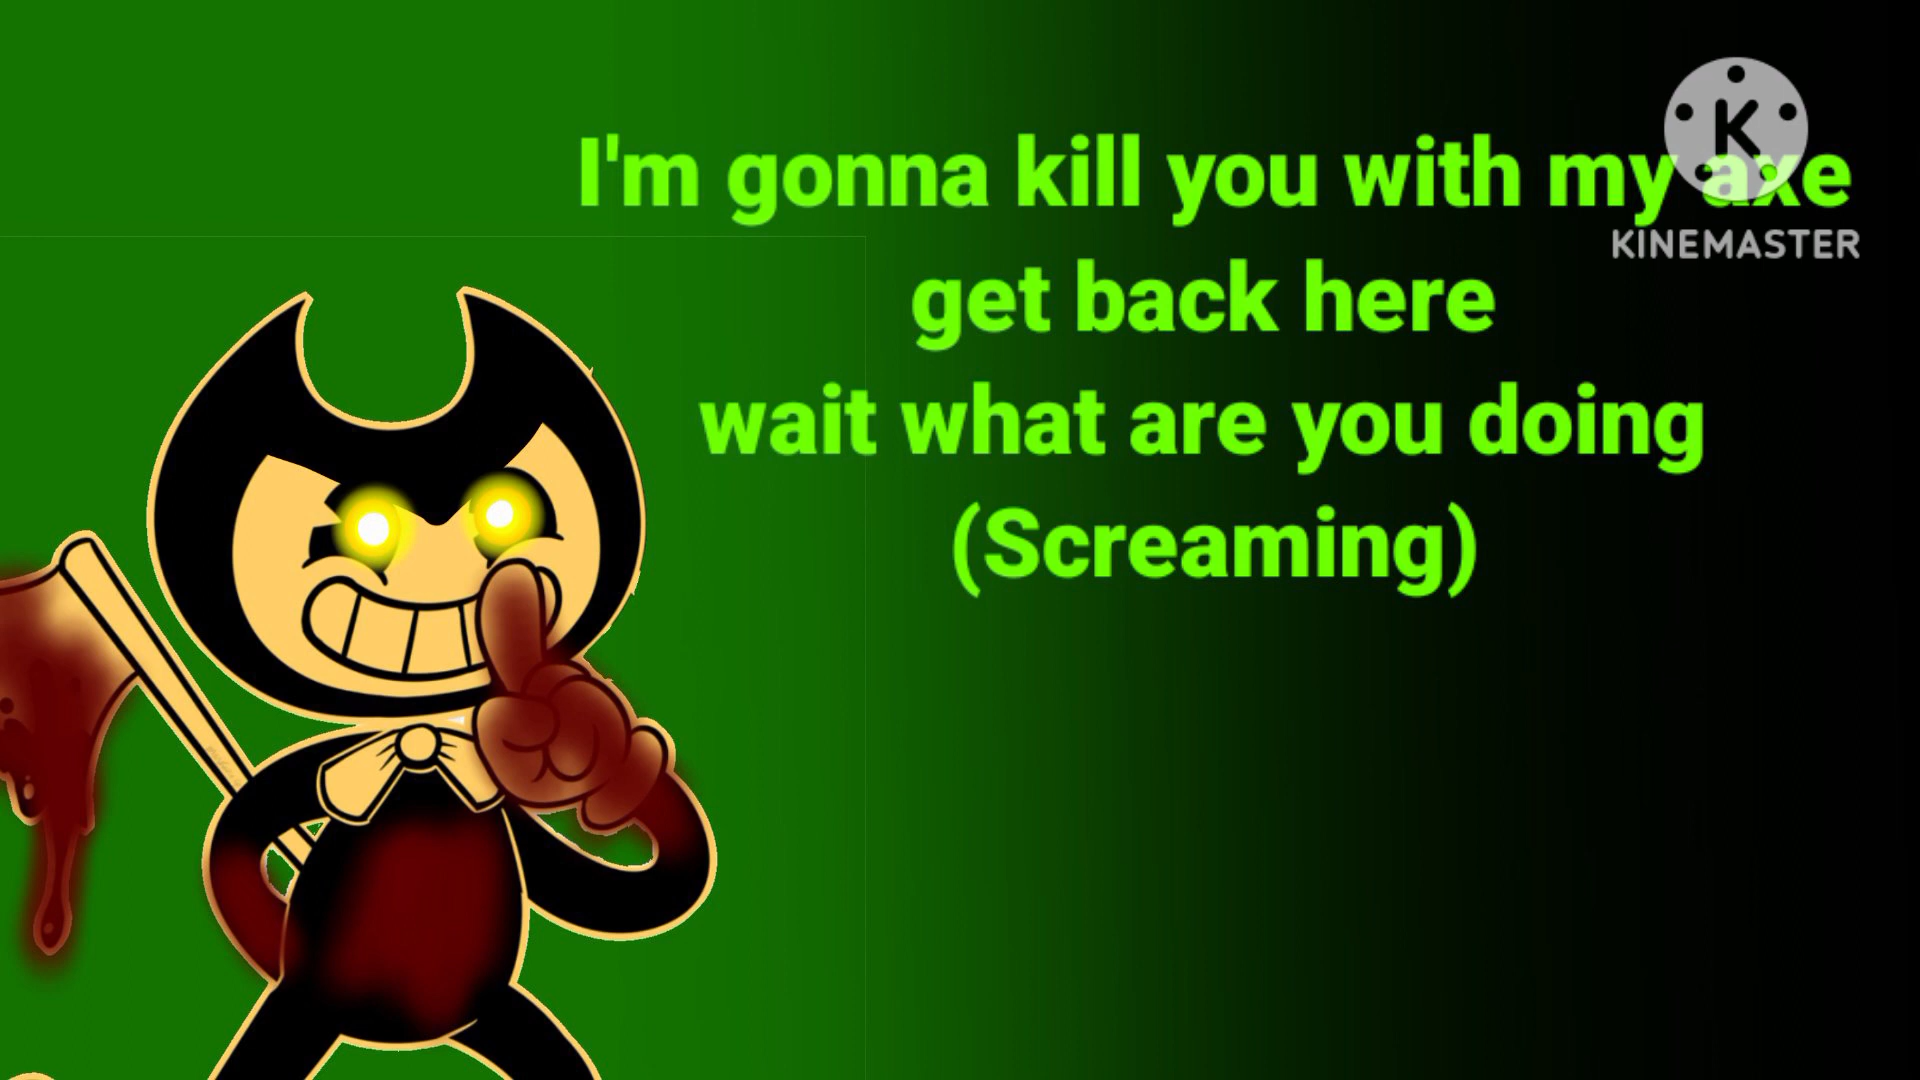 I'm gonna kill you with my axe
get back here
wait what are you doing
(Screaming)
K
KINEMASTER